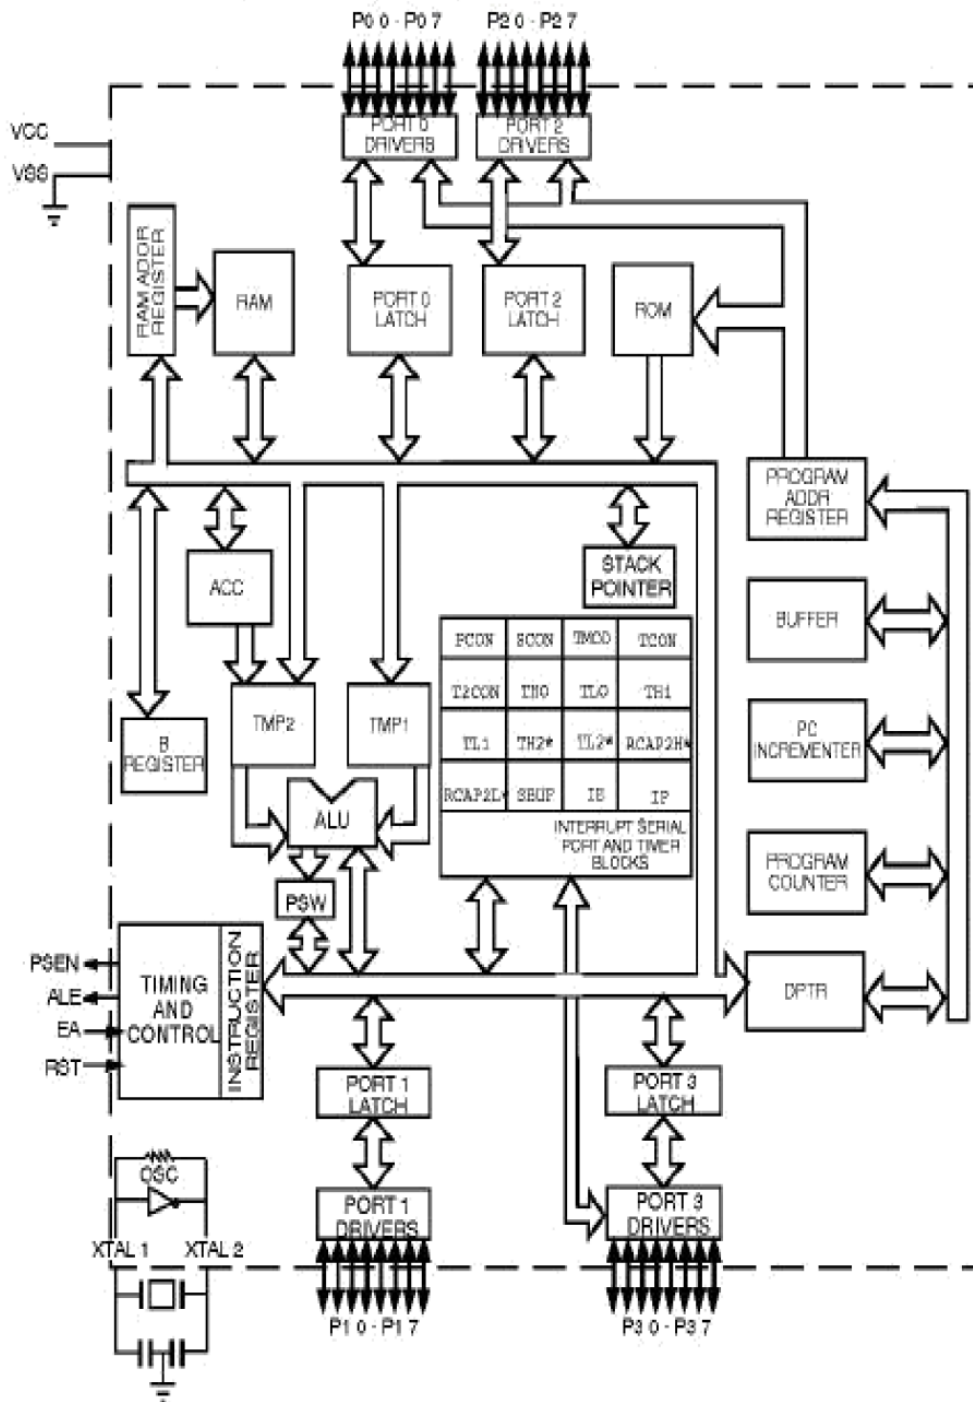 P0 0 - P0 7
P2 0 - P2 7
PORT 0
DRIVERS
PORT 2
DRIVERS
VCC
VSS
RAM ADDR
REGISTER
RAM
PORT 0
LATCH
PORT 2
LATCH
ROM
PROGRAM
ADDR
REGISTER
STACK
POINTER
ACC
BUFFER
PCON SCON TMOD TCON
T2CON TH0 TL0 TH1
TL1 TH2* TL2* RCAP2H*
RCAP2L* SBUF IE IP
INTERRUPT SERIAL
PORT AND TIMER
BLOCKS
B
REGISTER
TMP2
TMP1
PC
INCREMENTER
ALU
PROGRAM
COUNTER
PSW
PSEN
ALE
EA
RST
TIMING
AND
CONTROL
INSTRUCTION
REGISTER
DPTR
PORT 1
LATCH
PORT 3
LATCH
OSC
PORT 1
DRIVERS
PORT 3
DRIVERS
XTAL 1
XTAL 2
P1 0 - P1 7
P3 0 - P3 7